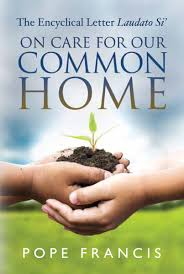 The Encyclical Letter Laudato Si'
ON CARE FOR OUR
COMMON
HOME
POPE FRANCIS